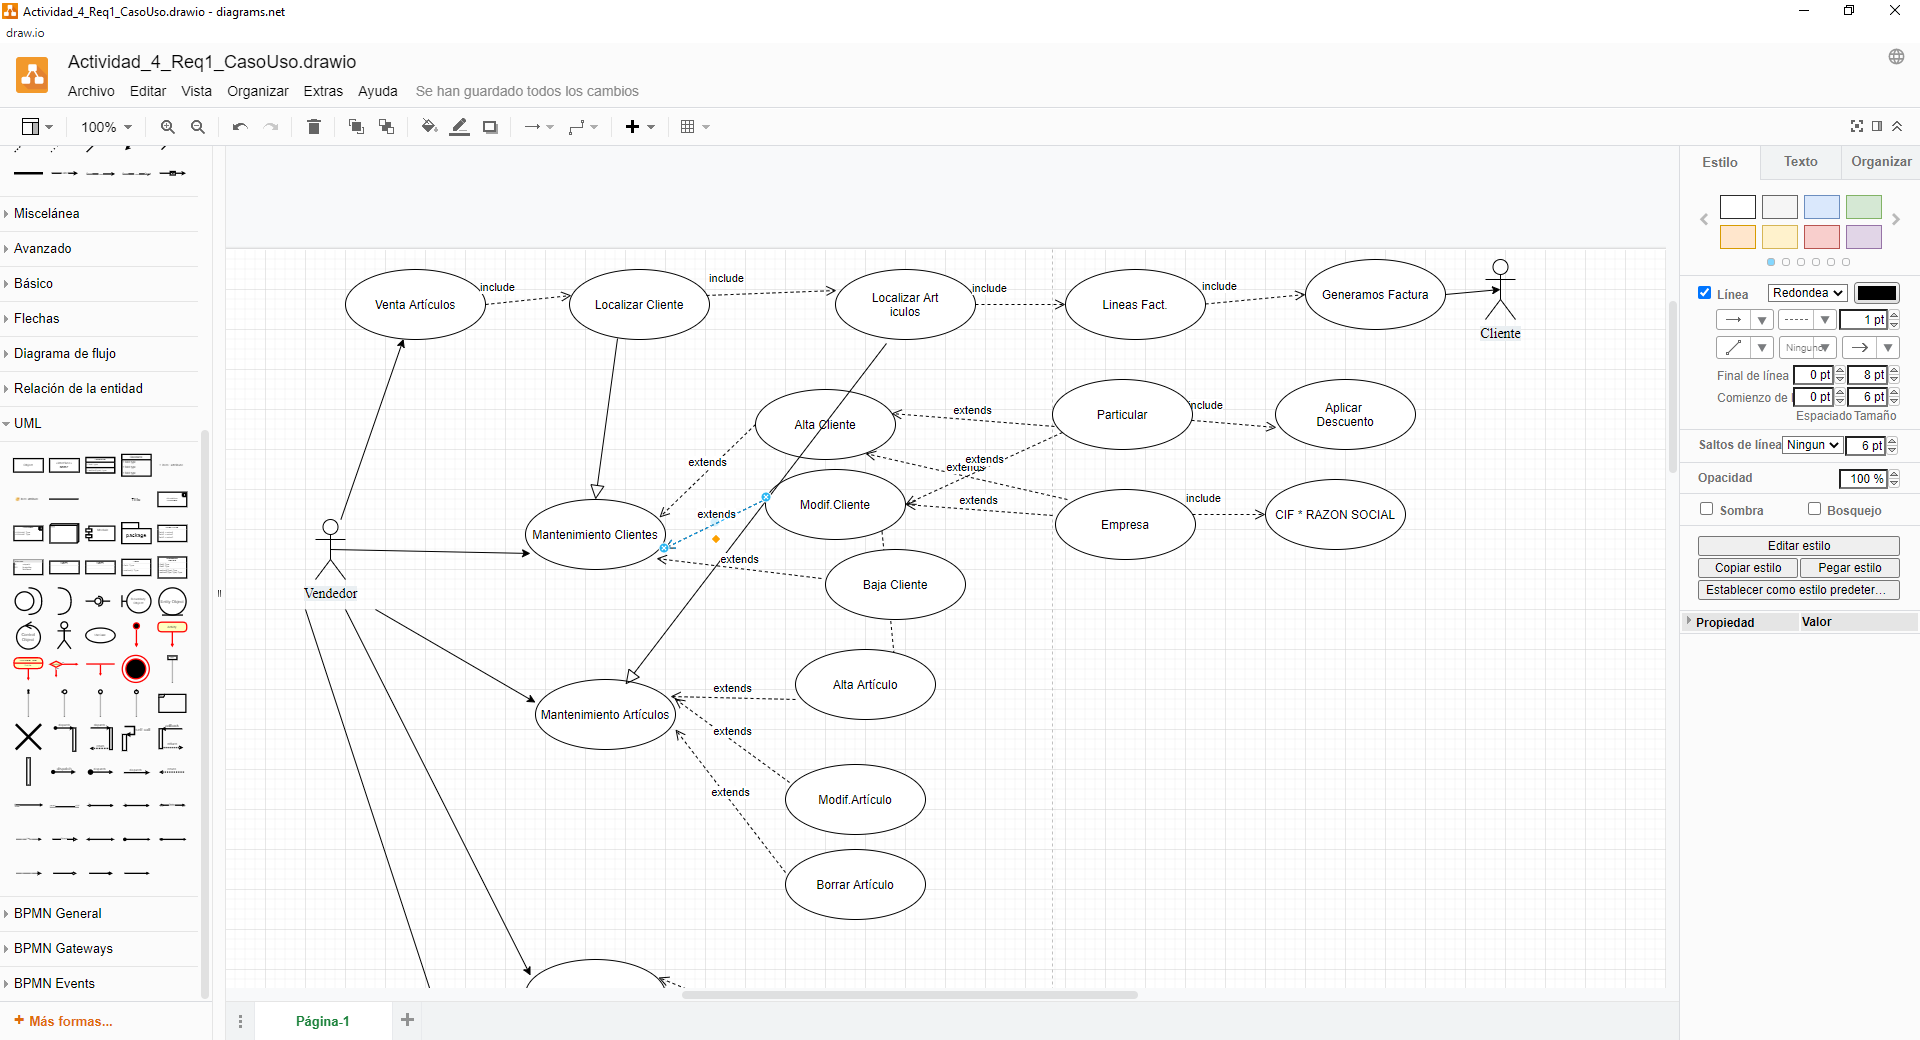 Actividad_4_Req1_CasoUso.drawio - diagrams.net
draw.io
Actividad_4_Req1_CasoUso.drawio
Archivo Editar Vista Organizar Extras Ayuda Se han guardado todos los cambios
100%
Miscelánea
Avanzado
Básico
Flechas
Diagrama de flujo
Relación de la entidad
UML
Title
package
BPMN General
BPMN Gateways
BPMN Events
Más formas...
Venta Artículos
include
Localizar Cliente
include
Localizar Art
iculos
include
Lineas Fact.
include
Generamos Factura
Cliente
Alta Cliente
extends
Particular
include
Aplicar
Descuento
extends
extends
extends
Modif.Cliente
extends
Empresa
include
CIF * RAZON SOCIAL
Mantenimiento Clientes
extends
extends
Baja Cliente
Vendedor
Mantenimiento Artículos
extends
Alta Artículo
extends
Modif.Artículo
extends
Borrar Artículo
Página-1
Estilo Texto Organizar
Línea Redondea
1 pt
Ninguno
Final de línea 0 pt 8 pt
Comienzo de l 0 pt 6 pt
Espaciado Tamaño
Saltos de línea Ningun 6 pt
Opacidad 100 %
Sombra Bosquejo
Editar estilo
Copiar estilo Pegar estilo
Establecer como estilo predeter...
Propiedad Valor